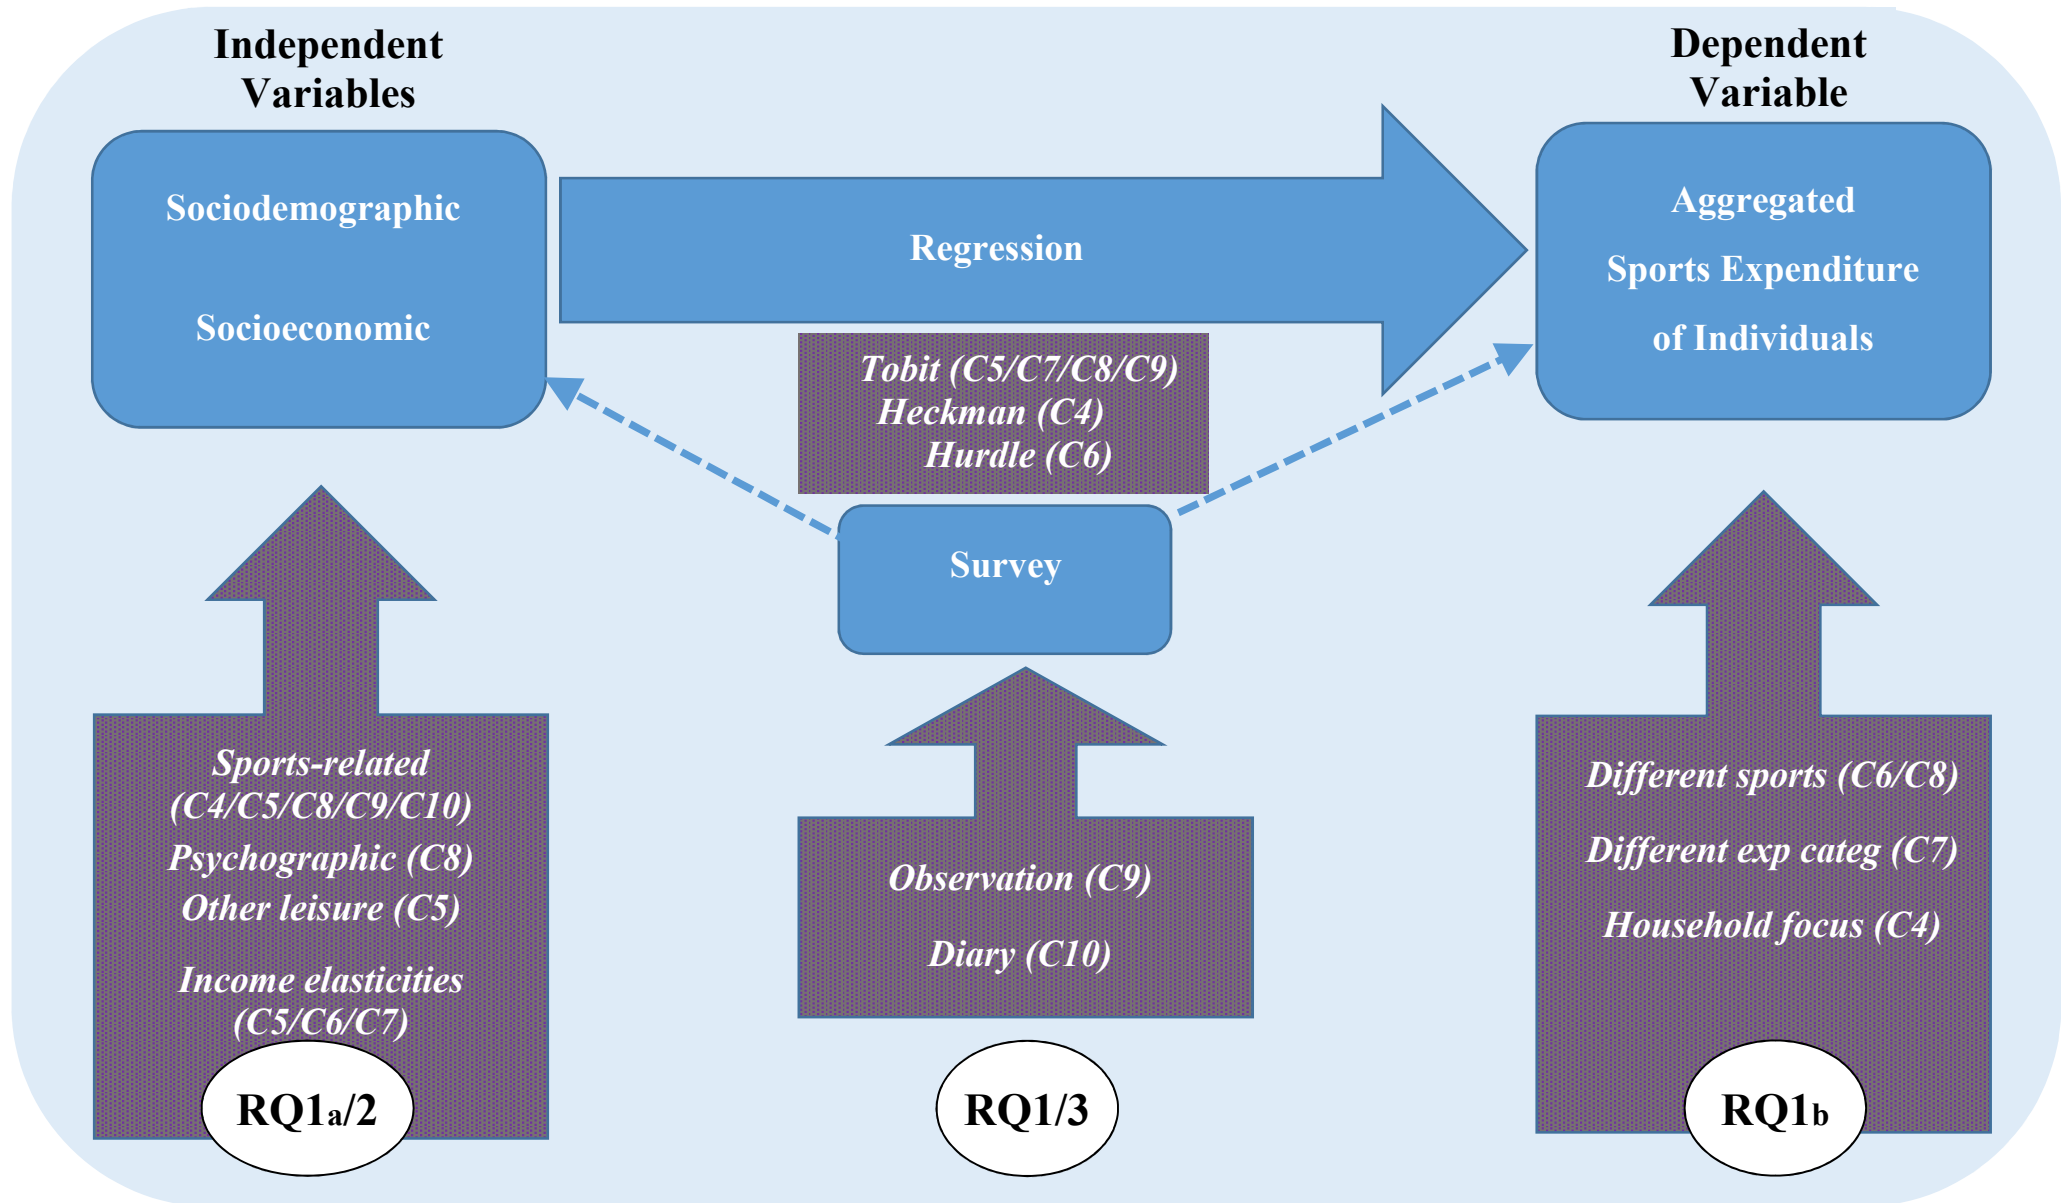 Independent
Variables
Dependent
Variable
Sociodemographic
Socioeconomic
Regression
Aggregated
Sports Expenditure
of Individuals
Tobit (C5/C7/C8/C9)
Heckman (C4)
Hurdle (C6)
Survey
Sports-related
(C4/C5/C8/C9/C10)
Psychographic (C8)
Other leisure (C5)
Income elasticities
(C5/C6/C7)
RQ1a/2
Observation (C9)
Diary (C10)
RQ1/3
Different sports (C6/C8)
Different exp categ (C7)
Household focus (C4)
RQ1b